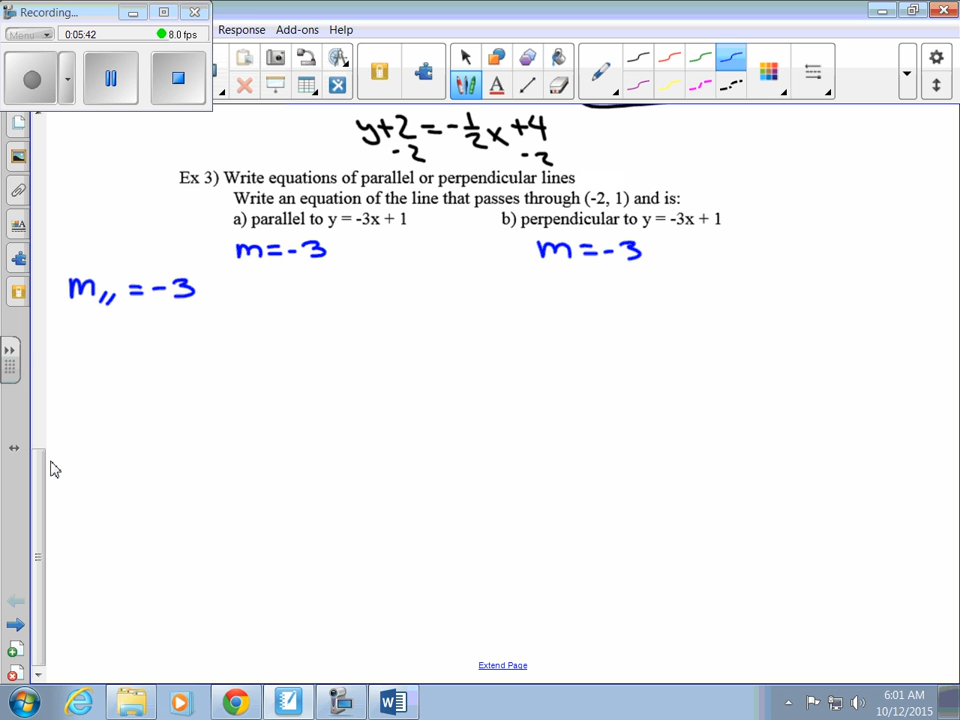 Recording...
Menu 0:05:42 8.0 fps
Response Add-ons Help
y+2=-1/2x+4
-2 -2
Ex 3) Write equations of parallel or perpendicular lines
Write an equation of the line that passes through (-2, 1) and is:
a) parallel to y = -3x + 1 b) perpendicular to y = -3x + 1
m=-3 m=-3
m// = -3
Extend Page
6:01 AM
10/12/2015